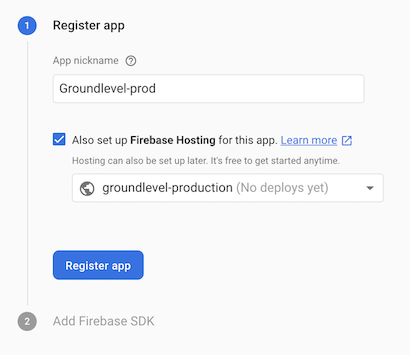 1 Register app
App nickname ?
Groundlevel-prod
Also set up Firebase Hosting for this app. Learn more
Hosting can also be set up later. It's free to get started anytime.
groundlevel-production (No deploys yet)
Register app
2 Add Firebase SDK